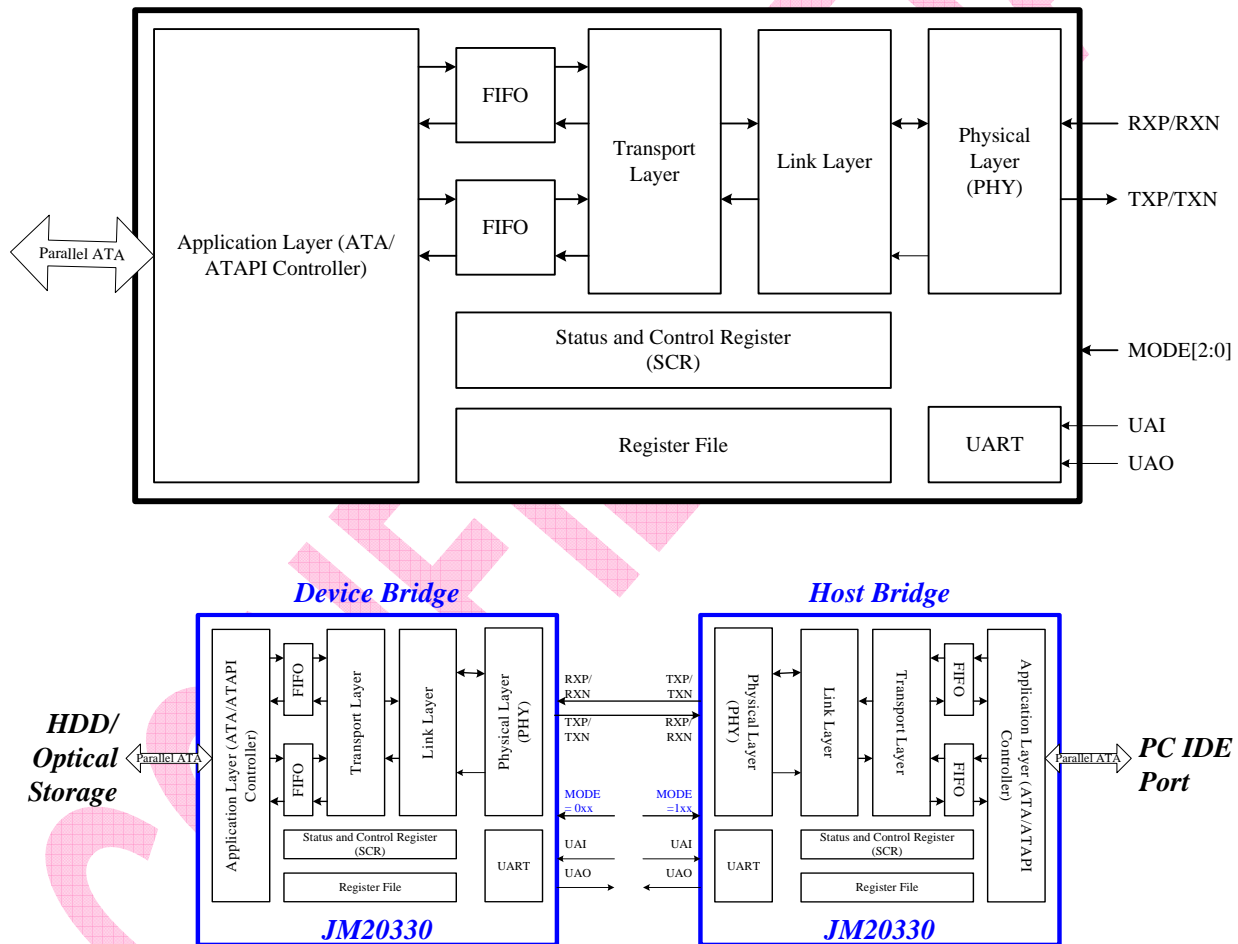 FIFO
FIFO
Transport
Layer
Link Layer
Physical
Layer
(PHY)
RXP/RXN
TXP/TXN
Parallel ATA
Application Layer (ATA/
ATAPI Controller)
Status and Control Register
(SCR)
MODE[2:0]
Register File
UART
UAI
UAO
Device Bridge
Host Bridge
HDD/
Optical
Storage
Parallel ATA
Application Layer (ATA/ATAPI
Controller)
FIFO
FIFO
Transport Layer
Link Layer
Physical Layer
(PHY)
Status and Control Register
(SCR)
Register File
UART
RXP/
RXN
TXP/
TXN
MODE
= 0xx
UAI
UAO
TXP/
TXN
RXP/
RXN
MODE
=1xx
UAI
UAO
Physical Layer
(PHY)
Link Layer
Transport Layer
FIFO
FIFO
Application Layer (ATA/ATAPI
Controller)
Status and Control Register
(SCR)
Register File
UART
Parallel ATA
PC IDE
Port
JM20330
JM20330